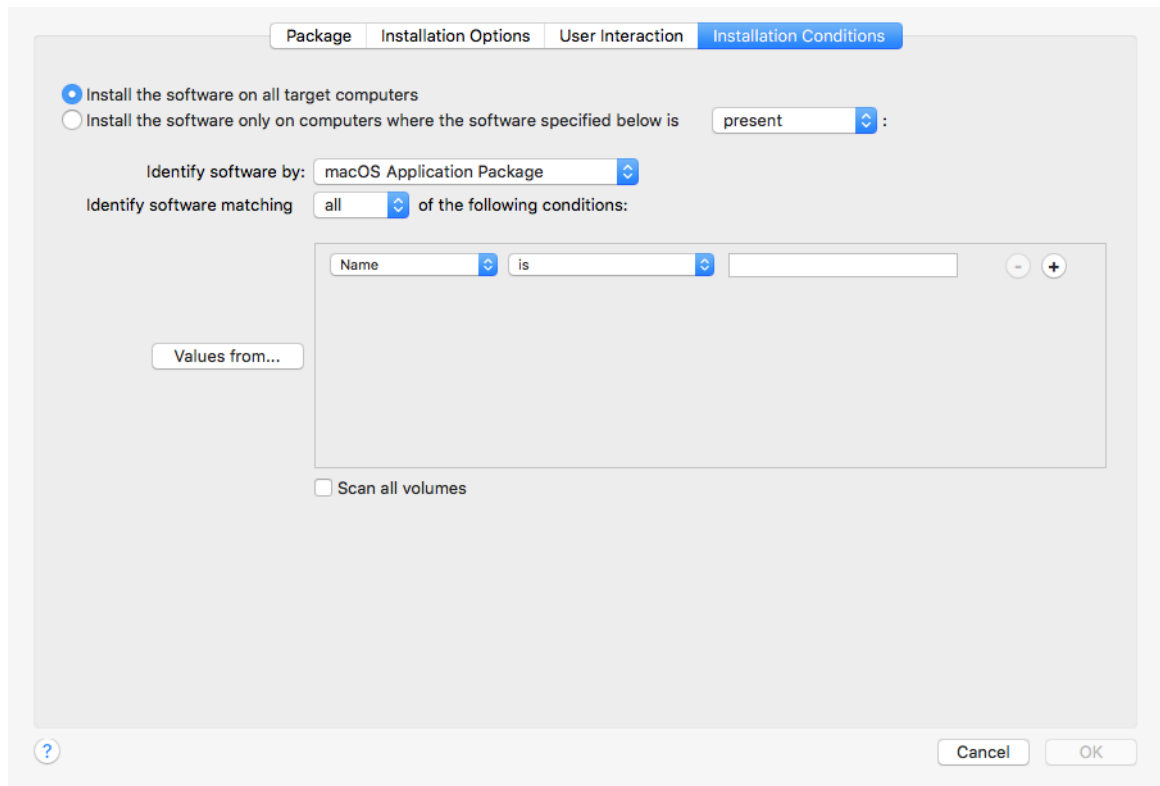 Package Installation Options User Interaction Installation Conditions
Install the software on all target computers
Install the software only on computers where the software specified below is present :
Identify software by: macOS Application Package
Identify software matching all of the following conditions:
Name is - +
Values from...
Scan all volumes
? Cancel OK